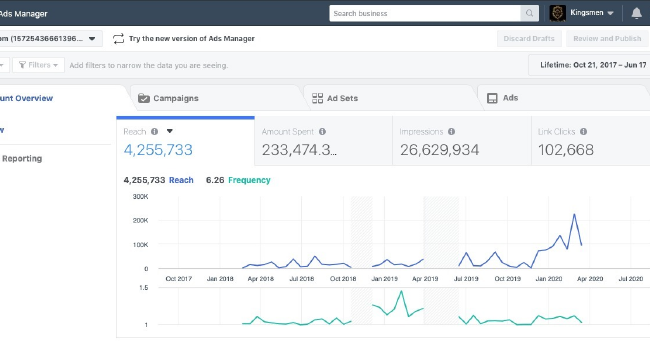 Ads Manager
Search business
Kingsmen
om (15725436661396...
Try the new version of Ads Manager
Discard Drafts
Review and Publish
Filters
Add filters to narrow the data you are seeing.
Lifetime: Oct 21, 2017 – Jun 17
unt Overview
Campaigns
Ad Sets
Ads
w
Reporting
Reach
Amount Spent
Impressions
Link Clicks
4,255,733
233,474.3...
26,629,934
102,668
4,255,733 Reach 6.26 Frequency
300K
200K
100K
0
Oct 2017 Jan 2018 Apr 2018 Jul 2018 Oct 2018 Jan 2019 Apr 2019 Jul 2019 Oct 2019 Jan 2020 Apr 2020 Jul 2020
1.5
1